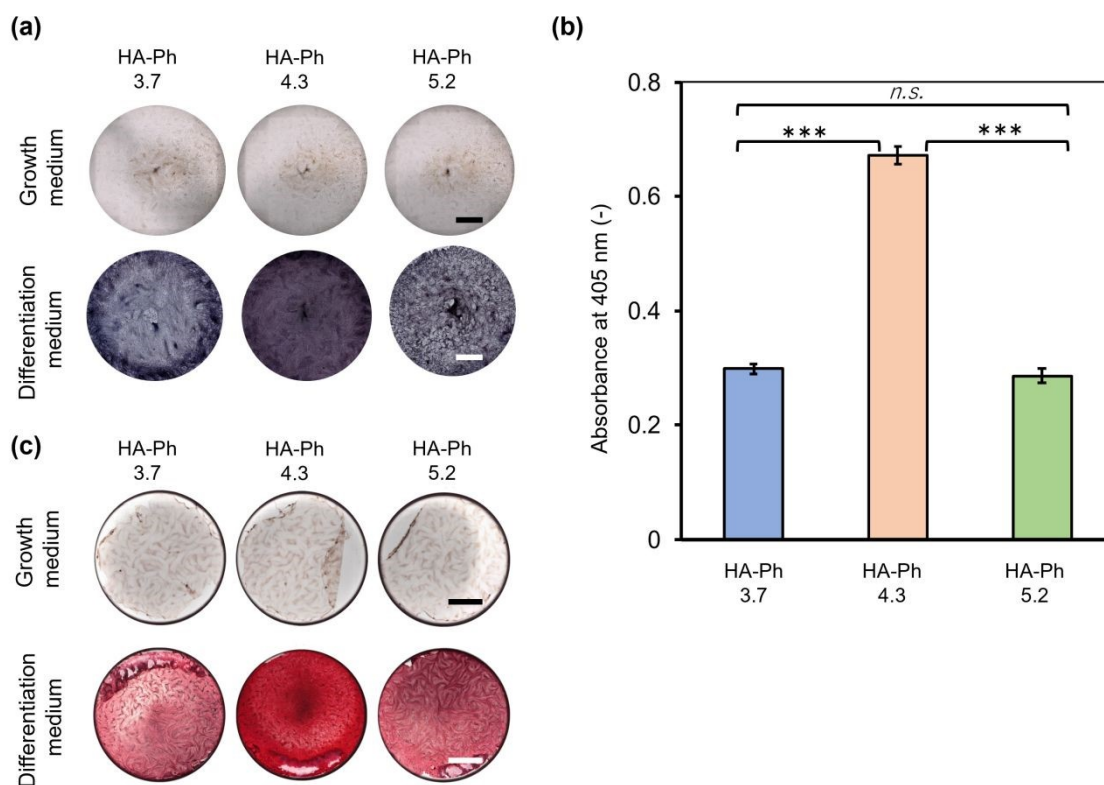 (a)
HA-Ph
3.7
HA-Ph
4.3
HA-Ph
5.2
Growth
medium
Differentiation
medium
(b)
0.8
0.6
0.4
0.2
0
Absorbance at 405 nm (-)
n.s.
***
***
HA-Ph
3.7
HA-Ph
4.3
HA-Ph
5.2
(c)
HA-Ph
3.7
HA-Ph
4.3
HA-Ph
5.2
Growth
medium
Differentiation
medium